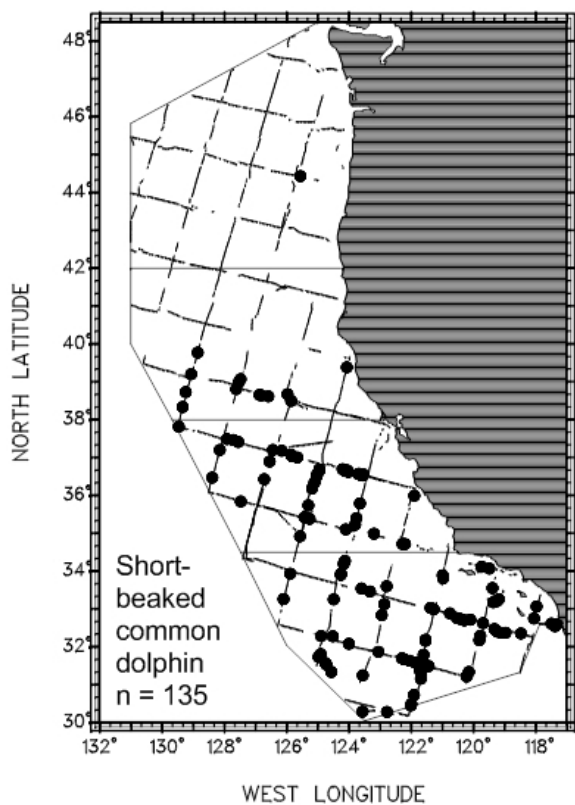 48°
46°
44°
42°
40°
38°
36°
34°
32°
30°
NORTH LATITUDE
Short-
beaked
common
dolphin
n = 135
132° 130° 128° 126° 124° 122° 120° 118°
WEST LONGITUDE